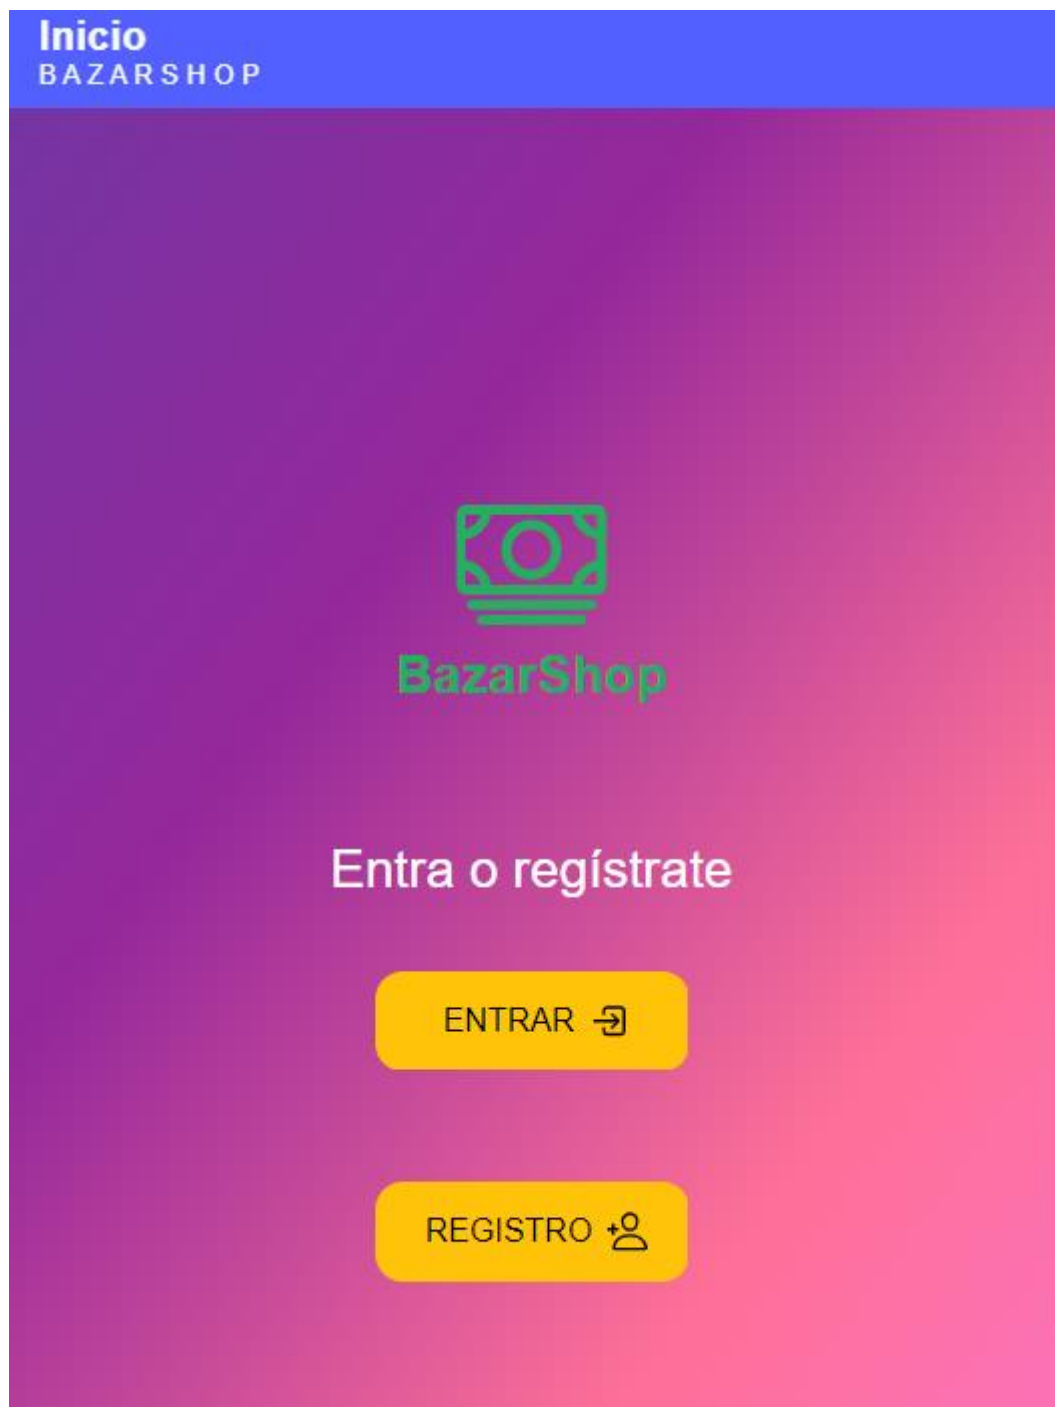 Inicio
BAZARSHOP
BazarShop
Entra o regístrate
ENTRAR
REGISTRO